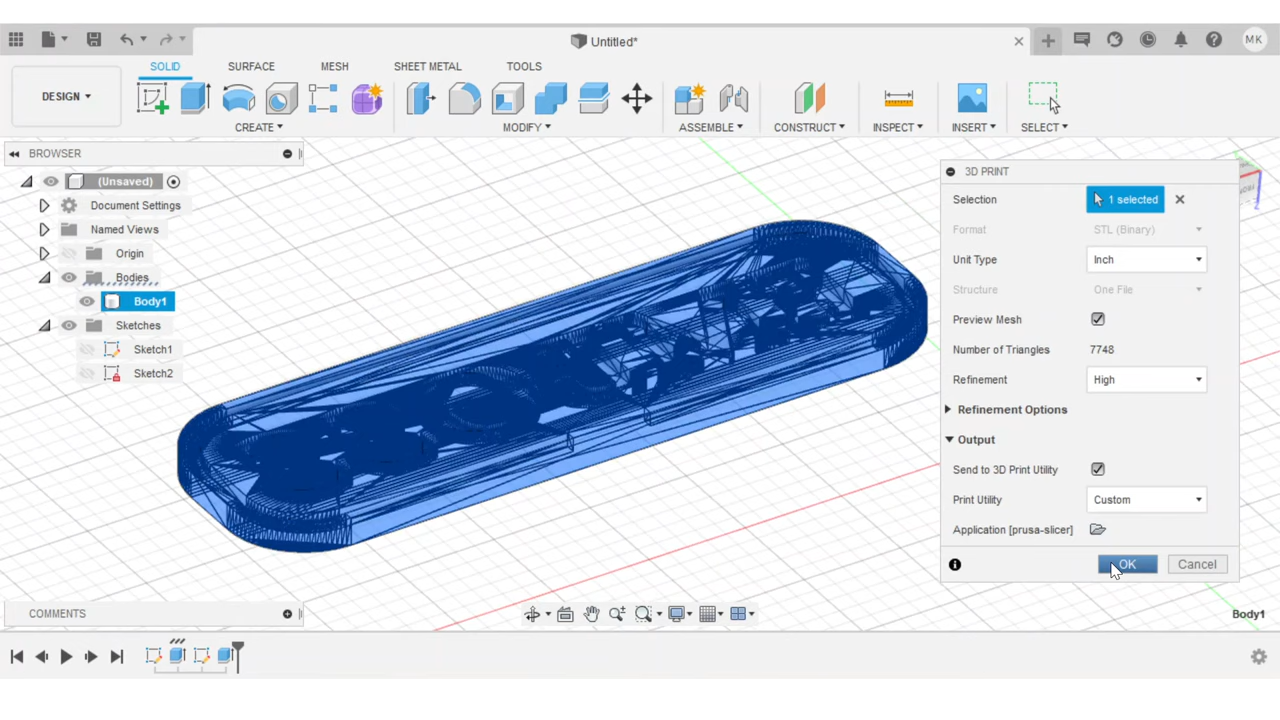 Untitled*
MK
DESIGN
SOLID
SURFACE
MESH
SHEET METAL
TOOLS
CREATE
MODIFY
ASSEMBLE
CONSTRUCT
INSPECT
INSERT
SELECT
BROWSER
(Unsaved)
Document Settings
Named Views
Origin
Bodies
Body1
Sketches
Sketch1
Sketch2
3D PRINT
Selection 1 selected
Format STL (Binary)
Unit Type Inch
Structure One File
Preview Mesh
Number of Triangles 7748
Refinement High
Refinement Options
Output
Send to 3D Print Utility
Print Utility Custom
Application [prusa-slicer]
OK Cancel
COMMENTS
Body1